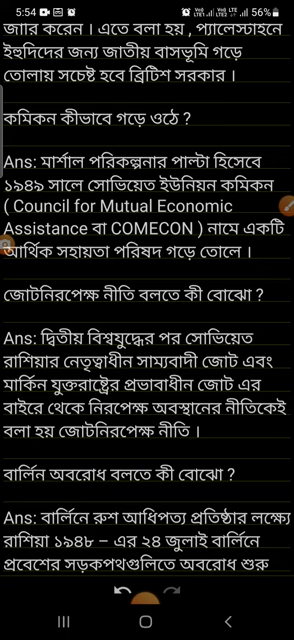 5:54
56%
জারি করেন । এতে বলা হয় , প্যালেস্টাইনে
ইহুদিদের জন্য জাতীয় বাসভূমি গড়ে
তোলায় সচেষ্ট হবে ব্রিটিশ সরকার ।
কমিকন কীভাবে গড়ে ওঠে ?
Ans: মার্শাল পরিকল্পনার পাল্টা হিসেবে
১৯৪৯ সালে সোভিয়েত ইউনিয়ন কমিকন
( Council for Mutual Economic
Assistance বা COMECON ) নামে একটি
আর্থিক সহায়তা পরিষদ গড়ে তোলে ।
জোটনিরপেক্ষ নীতি বলতে কী বোঝো ?
Ans: দ্বিতীয় বিশ্বযুদ্ধের পর সোভিয়েত
রাশিয়ার নেতৃত্বাধীন সাম্যবাদী জোট এবং
মার্কিন যুক্তরাষ্ট্রের প্রভাবাধীন জোট এর
বাইরে থেকে নিরপেক্ষ অবস্থানের নীতিকেই
বলা হয় জোটনিরপেক্ষ নীতি ।
বার্লিন অবরোধ বলতে কী বোঝো ?
Ans: বার্লিনে রুশ আধিপত্য প্রতিষ্ঠার লক্ষ্যে
রাশিয়া ১৯৪৮ – এর ২৪ জুলাই বার্লিনে
প্রবেশের সড়কপথগুলিতে অবরোধ শুরু